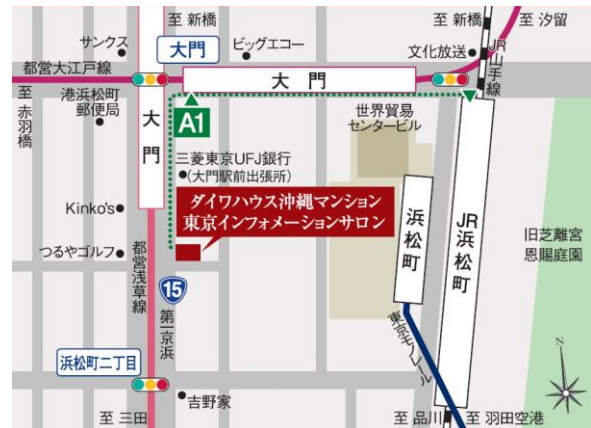 至 新橋
至 新橋
至 汐留
サンクス
大門
ビッグエコー
文化放送
JR山手線
都営大江戸線
大門
至 赤羽橋
港浜松町
郵便局
大門
A1
世界貿易
センタービル
三菱東京UFJ銀行
(大門駅前出張所)
Kinko's
ダイワハウス沖縄マンション
東京インフォメーションサロン
浜松町
JR浜松町
旧芝離宮
恩賜庭園
つるやゴルフ
都営浅草線
15
第一京浜
東京モノレール
浜松町二丁目
吉野家
N
至 三田
至 品川
至 羽田空港